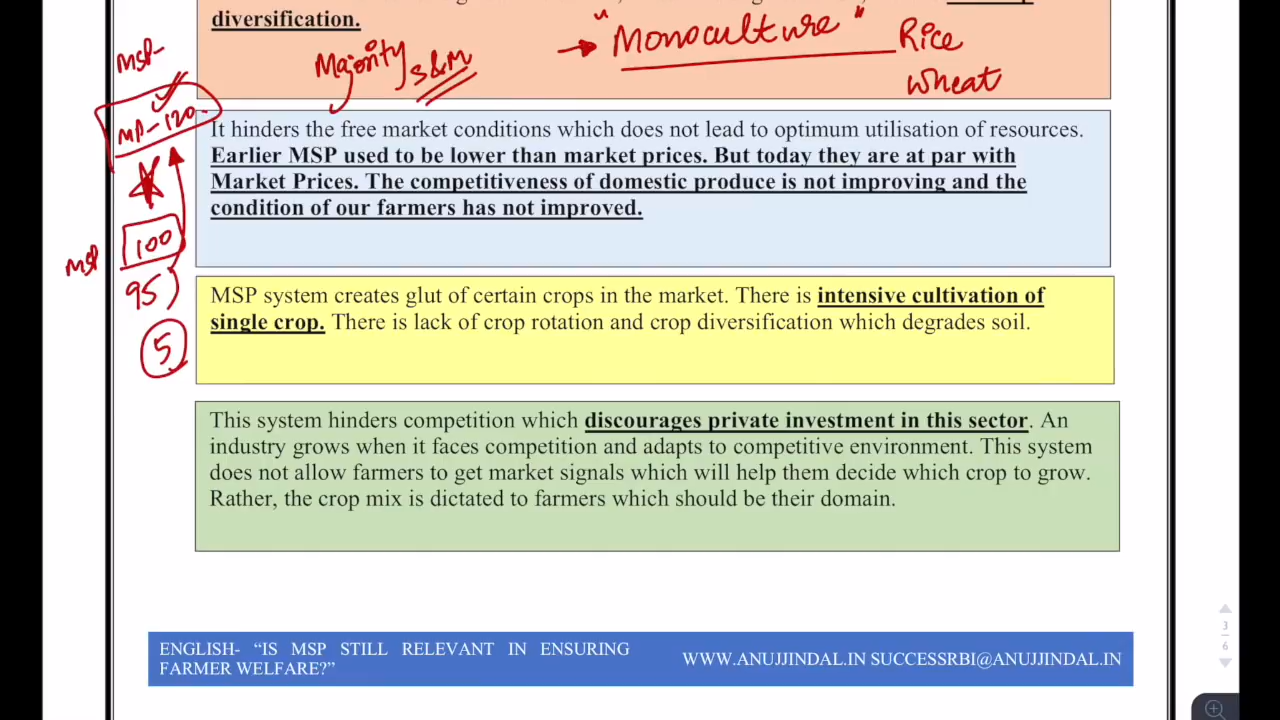 diversification.
" Monoculture " Rice
Majority S&M
wheat
MSP-
MP-120.
It hinders the free market conditions which does not lead to optimum utilisation of resources.
Earlier MSP used to be lower than market prices. But today they are at par with
Market Prices. The competitiveness of domestic produce is not improving and the
condition of our farmers has not improved.
MSP 100
95
5
MSP system creates glut of certain crops in the market. There is intensive cultivation of
single crop. There is lack of crop rotation and crop diversification which degrades soil.
This system hinders competition which discourages private investment in this sector. An
industry grows when it faces competition and adapts to competitive environment. This system
does not allow farmers to get market signals which will help them decide which crop to grow.
Rather, the crop mix is dictated to farmers which should be their domain.
ENGLISH- “IS MSP STILL RELEVANT IN ENSURING
FARMER WELFARE?”
WWW.ANUJJINDAL.IN SUCCESSRBI@ANUJJINDAL.IN
3
6